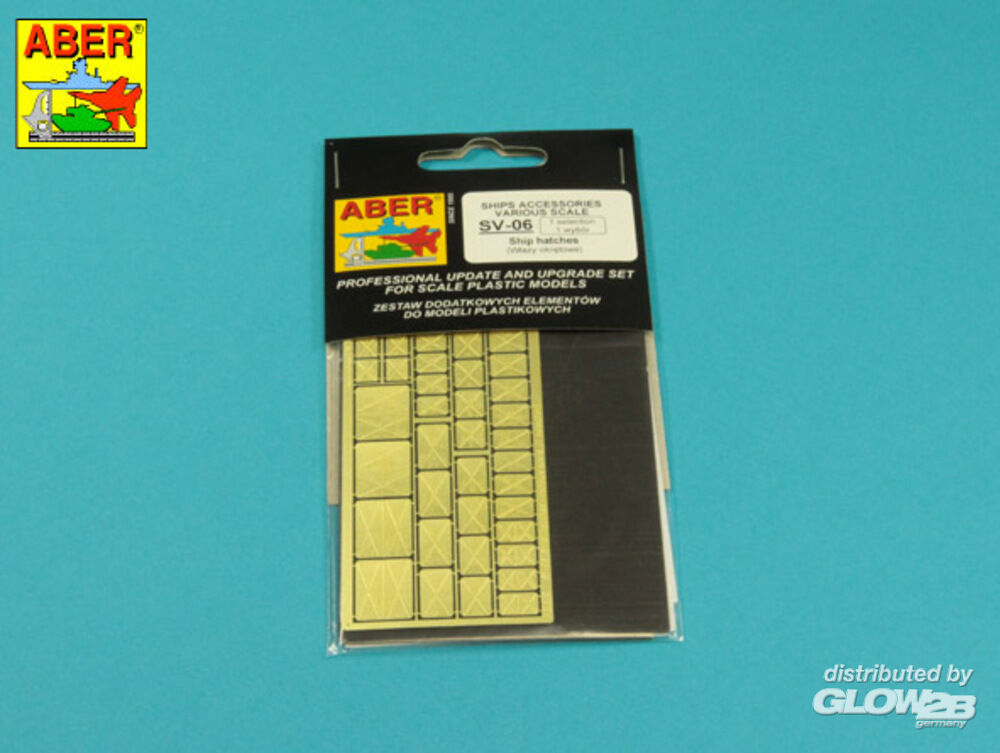 ABER®
ABER®
SINCE 1995
SHIPS ACCESSORIES
VARIOUS SCALE
SV-06
1 selection
1 wybór
Ship hatches
(Włazy okrętowe)
PROFESSIONAL UPDATE AND UPGRADE SET
FOR SCALE PLASTIC MODELS
ZESTAW DODATKOWYCH ELEMENTÓW
DO MODELI PLASTIKOWYCH
distributed by
GLOW2B
germany